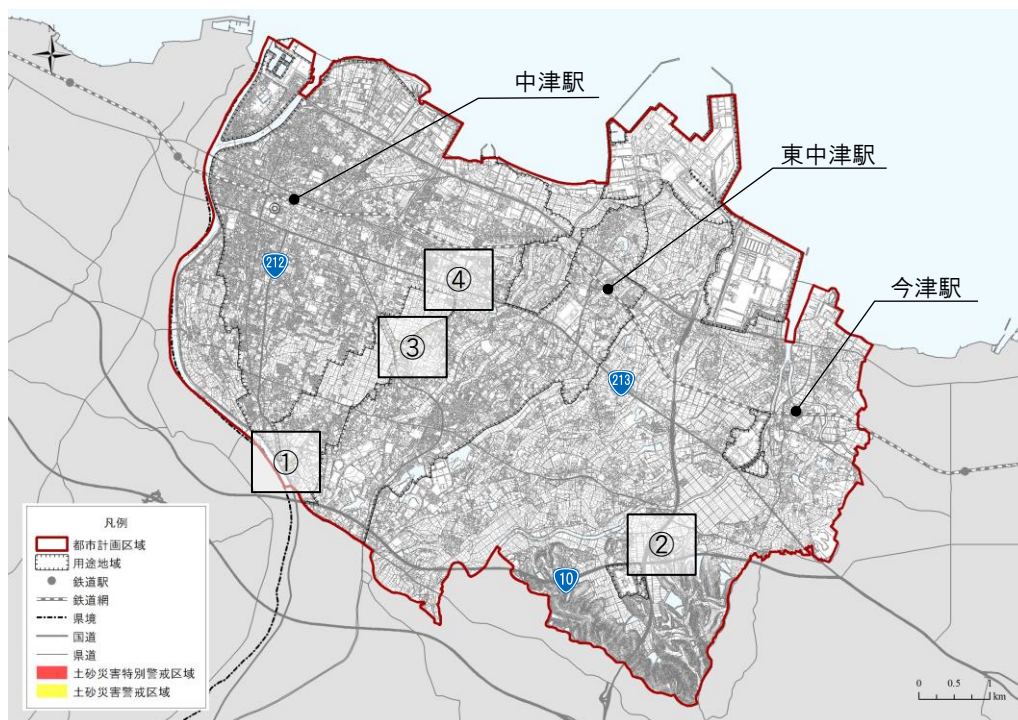 N
中津駅
東中津駅
今津駅
212
④
③
213
①
②
10
凡例
都市計画区域
用途地域
鉄道駅
鉄道網
県境
国道
県道
土砂災害特別警戒区域
土砂災害警戒区域
0 0.5 1
km